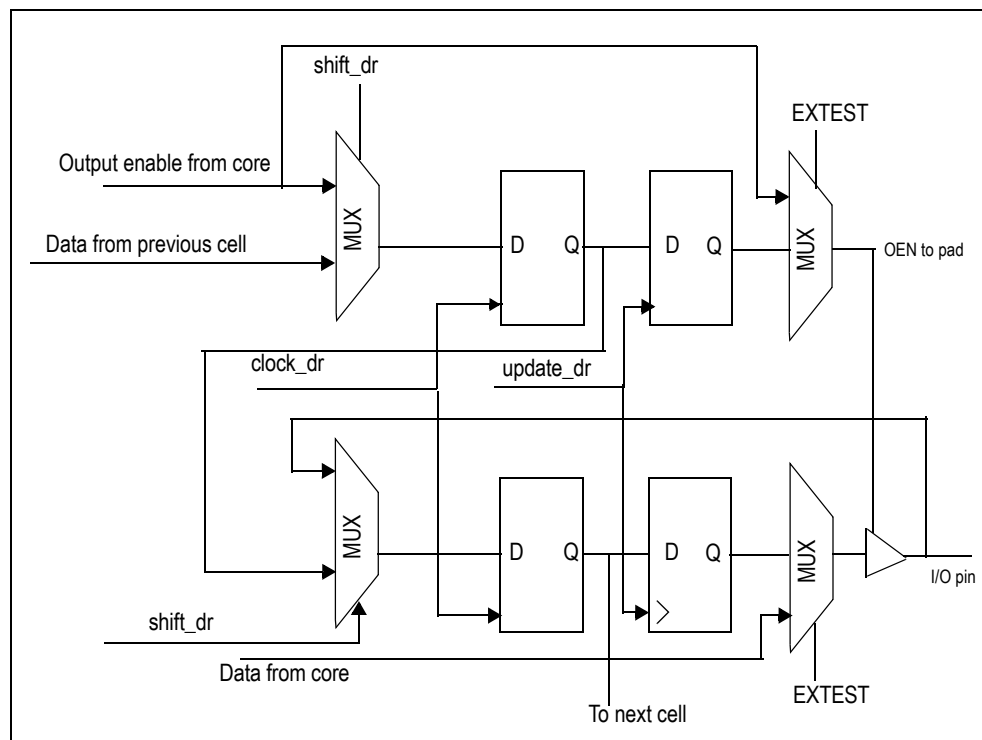 shift_dr
EXTEST
Output enable from core
MUX
Data from previous cell
D Q
D Q
MUX
OEN to pad
clock_dr
update_dr
MUX
D Q
D Q
MUX
I/O pin
shift_dr
Data from core
EXTEST
To next cell